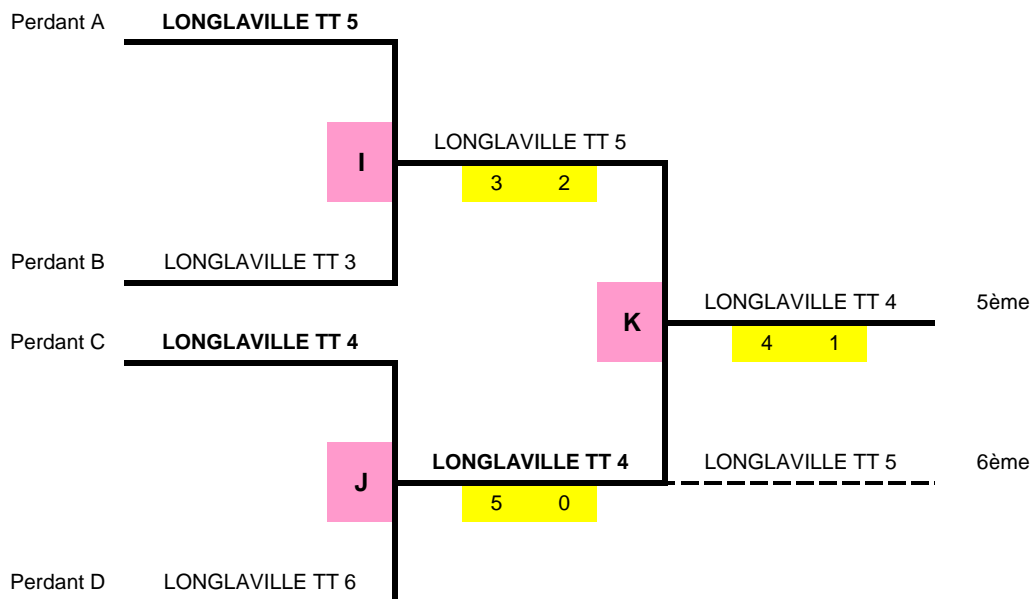 Perdant A LONGLAVILLE TT 5
I LONGLAVILLE TT 5
3 2
Perdant B LONGLAVILLE TT 3
K LONGLAVILLE TT 4 5ème
Perdant C LONGLAVILLE TT 4
4 1
J LONGLAVILLE TT 4 LONGLAVILLE TT 5 6ème
5 0
Perdant D LONGLAVILLE TT 6